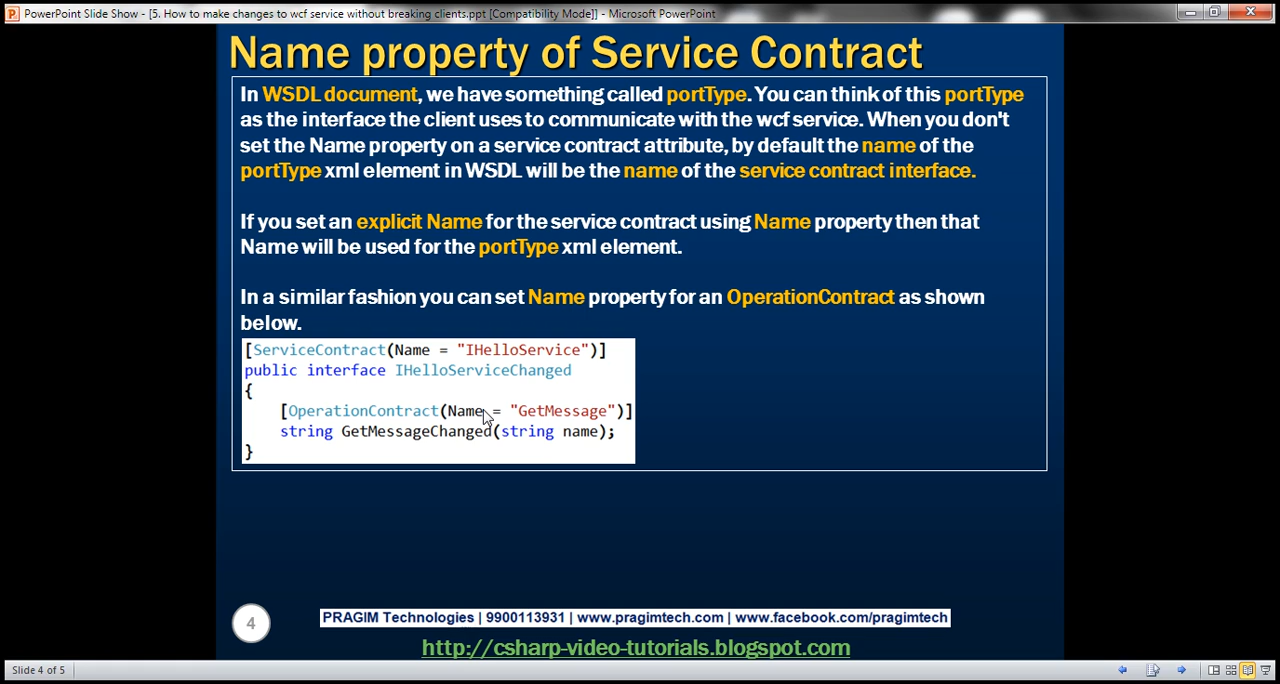 PowerPoint Slide Show - [5. How to make changes to wcf service without breaking clients.ppt [Compatibility Mode]] - Microsoft PowerPoint
Name property of Service Contract
In WSDL document, we have something called portType. You can think of this portType
as the interface the client uses to communicate with the wcf service. When you don't
set the Name property on a service contract attribute, by default the name of the
portType xml element in WSDL will be the name of the service contract interface.
If you set an explicit Name for the service contract using Name property then that
Name will be used for the portType xml element.
In a similar fashion you can set Name property for an OperationContract as shown
below.
[ServiceContract(Name = "IHelloService")]
public interface IHelloServiceChanged
{
[OperationContract(Name = "GetMessage")]
string GetMessageChanged(string name);
}
4
PRAGIM Technologies | 9900113931 | www.pragimtech.com | www.facebook.com/pragimtech
http://csharp-video-tutorials.blogspot.com
Slide 4 of 5